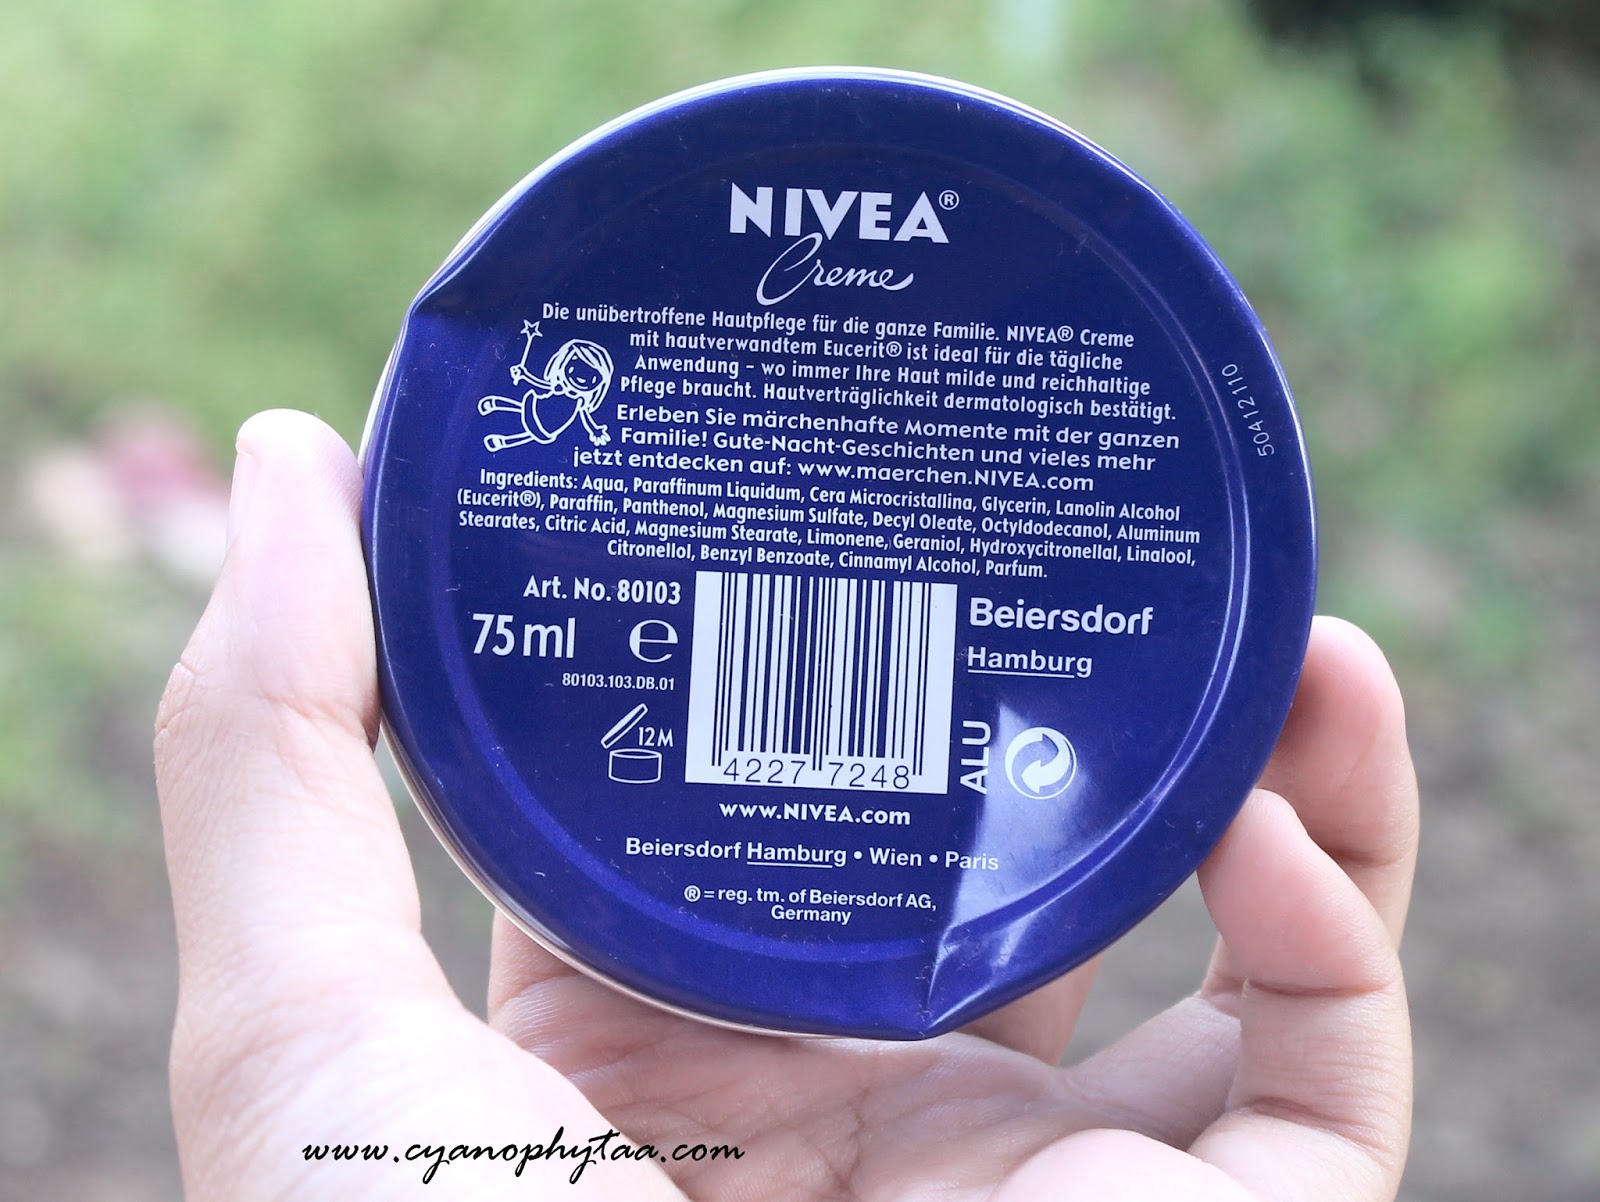 NIVEA®
Creme
Die unübertroffene Hautpflege für die ganze Familie. NIVEA® Creme
mit hautverwandtem Eucerit® ist ideal für die tägliche
Anwendung - wo immer Ihre Haut milde und reichhaltige
Pflege braucht. Hautverträglichkeit dermatologisch bestätigt.
Erleben Sie märchenhafte Momente mit der ganzen
Familie! Gute-Nacht-Geschichten und vieles mehr
jetzt entdecken auf: www.maerchen.NIVEA.com
Ingredients: Aqua, Paraffinum Liquidum, Cera Microcristallina, Glycerin, Lanolin Alcohol
(Eucerit®), Paraffin, Panthenol, Magnesium Sulfate, Decyl Oleate, Octyldodecanol, Aluminum
Stearates, Citric Acid, Magnesium Stearate, Limonene, Geraniol, Hydroxycitronellal, Linalool,
Citronellol, Benzyl Benzoate, Cinnamyl Alcohol, Parfum.
Art. No. 80103
75 ml e
80103.103.DB.01
12M
4227 7248
Beiersdorf
Hamburg
ALU
50412110
www.NIVEA.com
Beiersdorf Hamburg • Wien • Paris
® = reg. tm. of Beiersdorf AG,
Germany
www.cyanophytaa.com